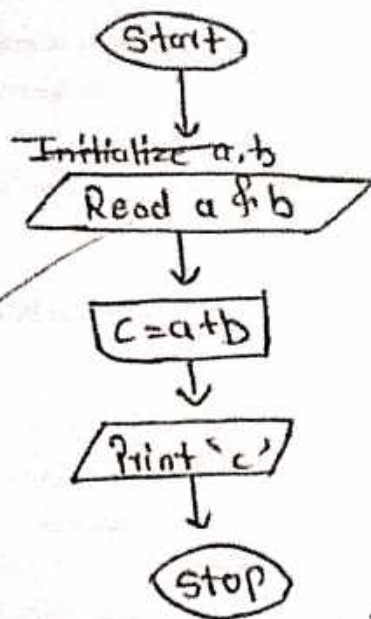 Start
Initialize a, b
Read a & b
C = a + b
Print 'c'
Stop